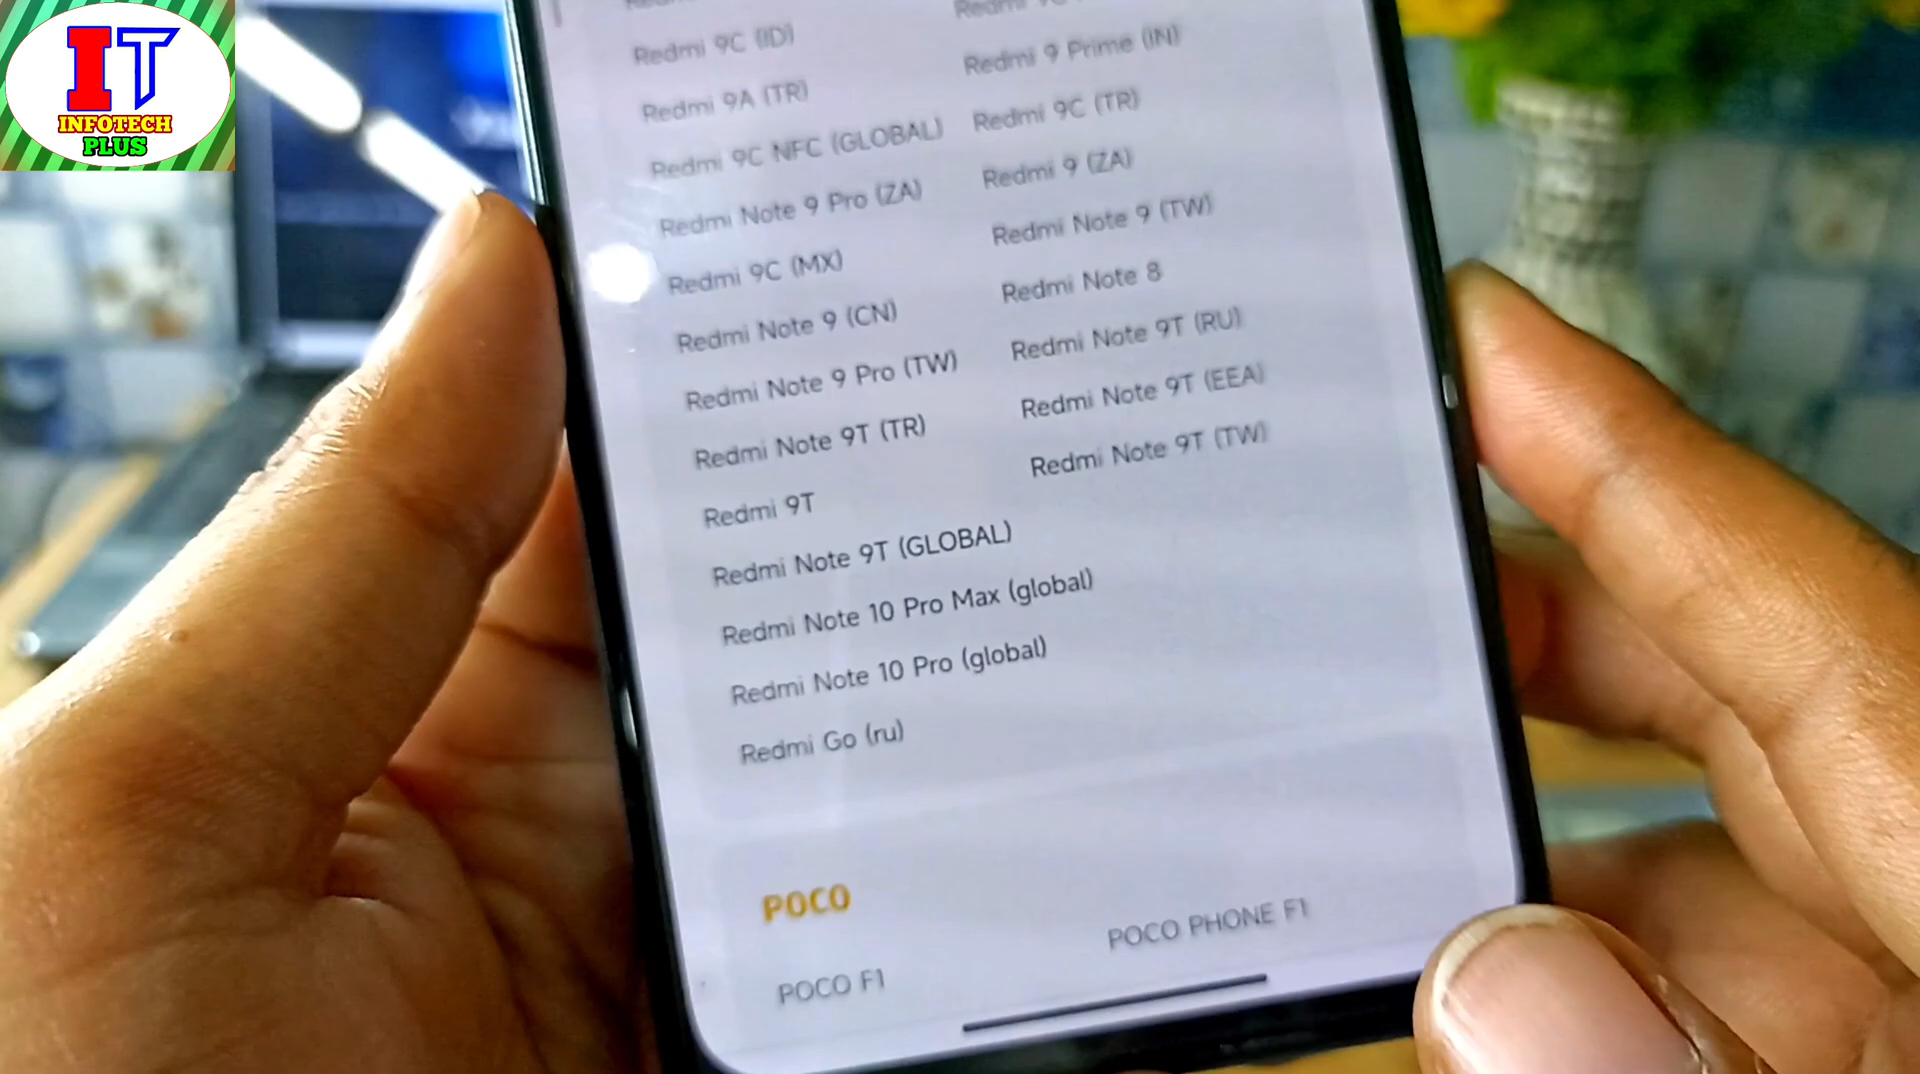 IT
INFOTECH
PLUS
Redmi 9C (ID)
Redmi 9 Prime (IN)
Redmi 9A (TR)
Redmi 9C (TR)
Redmi 9C NFC (GLOBAL)
Redmi 9 (ZA)
Redmi Note 9 Pro (ZA)
Redmi Note 9 (TW)
Redmi 9C (MX)
Redmi Note 8
Redmi Note 9 (CN)
Redmi Note 9T (RU)
Redmi Note 9 Pro (TW)
Redmi Note 9T (EEA)
Redmi Note 9T (TR)
Redmi Note 9T (TW)
Redmi 9T
Redmi Note 9T (GLOBAL)
Redmi Note 10 Pro Max (global)
Redmi Note 10 Pro (global)
Redmi Go (ru)
POCO
POCO F1
POCO PHONE F1